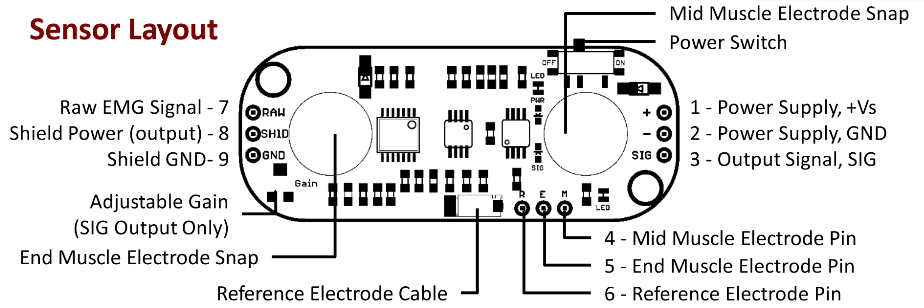 Sensor Layout
Mid Muscle Electrode Snap
Power Switch
OFF
ON
LED
PWR
Raw EMG Signal - 7
RAW
+
1 - Power Supply, +Vs
Shield Power (output) - 8
SHID
-
2 - Power Supply, GND
Shield GND- 9
GND
SIG
3 - Output Signal, SIG
SIG
Gain
Adjustable Gain
(SIG Output Only)
R
E
M
LED
End Muscle Electrode Snap
4 - Mid Muscle Electrode Pin
5 - End Muscle Electrode Pin
Reference Electrode Cable
6 - Reference Electrode Pin